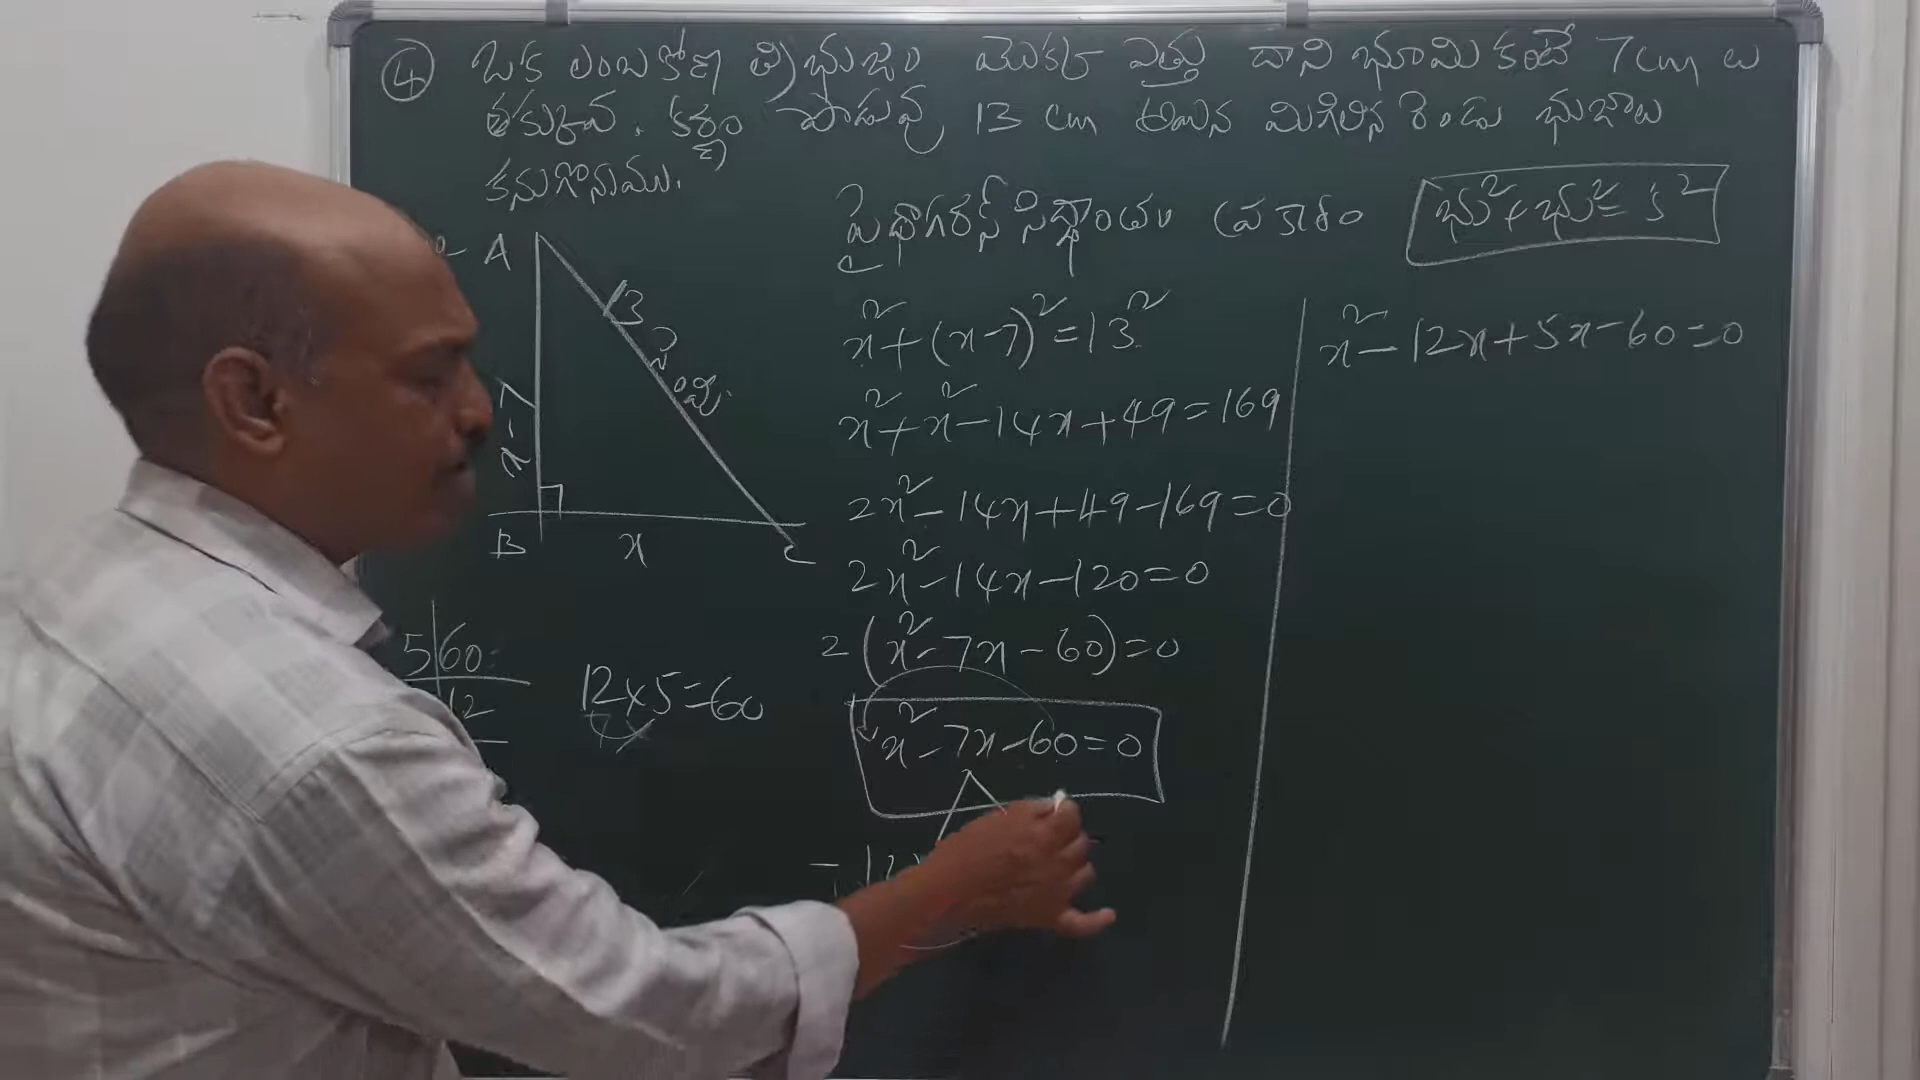 ④ ఒక లంబకోణ త్రిభుజం యొక్క ఎత్తు దాని భూమి కంటే 7cm లు
తక్కువ. కర్ణం పొడువు 13 cm అయిన మిగిలిన రెండు భుజాలు
కనుగొనుము.
పైథాగరస్ సిద్ధాంతం ప్రకారం
భు² + భు² = క²
A
13 సెం.మీ.
x-7
B
x
C
x² + (x-7)² = 13²
x² + x² - 14x + 49 = 169
2x² - 14x + 49 - 169 = 0
2x² - 14x - 120 = 0
2(x² - 7x - 60) = 0
x² - 7x - 60 = 0
5|60
12
12×5=60
x² - 12x + 5x - 60 = 0